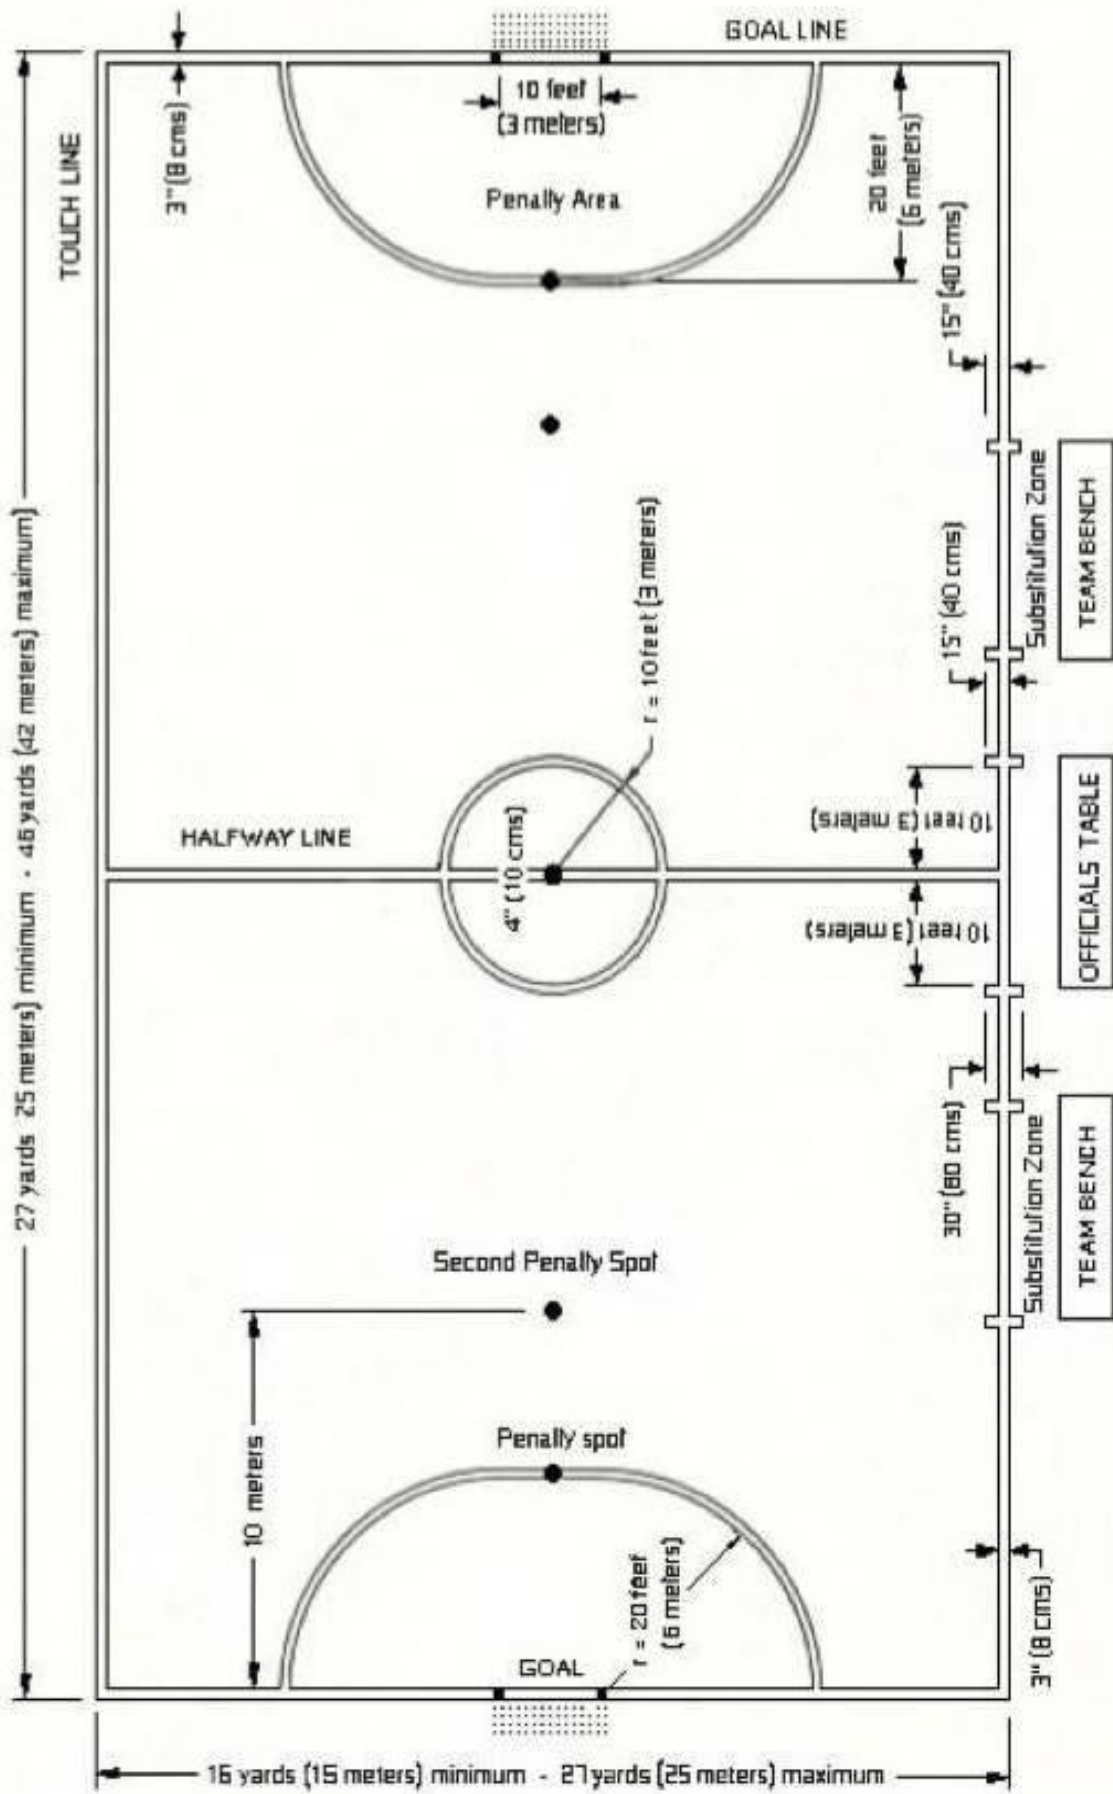 GOAL LINE
10 feet
(3 meters)
3" (8 cms)
TOUCH LINE
Penally Area
20 feet
(6 meters)
15" (40 cms)
27 yards 25 meters) minimum - 46 yards (42 meters) maximum)
r = 10 feet (3 meters)
15" (40 cms)
Substitution Zone
TEAM BENCH
HALFWAY LINE
4" (10 cms)
10 feet (3 meters)
10 feet (3 meters)
OFFICIALS TABLE
30" (80 cms)
Substitution Zone
TEAM BENCH
Second Penally Spot
10 meters
Penally spot
r = 20 feet
(6 meters)
GOAL
3" (8 cms)
16 yards (15 meters) minimum - 27 yards (25 meters) maximum